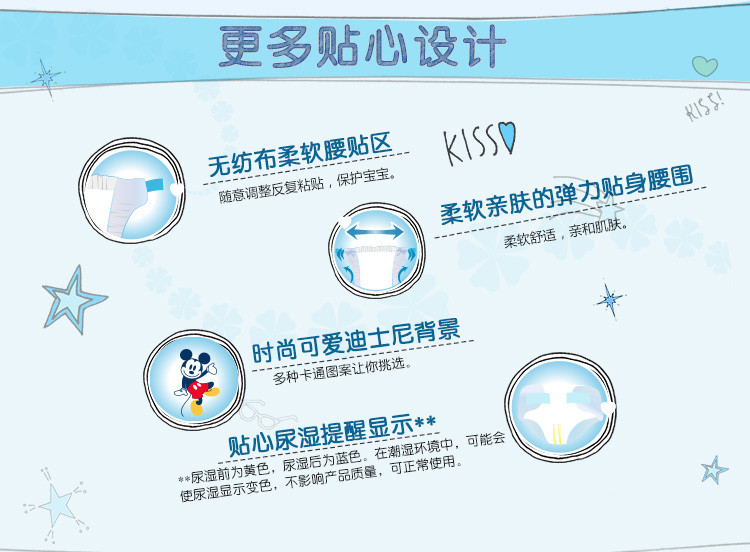 更多贴心设计
KISS!
无纺布柔软腰贴区
随意调整反复粘贴，保护宝宝。
KISS
柔软亲肤的弹力贴身腰围
柔软舒适，亲和肌肤。
时尚可爱迪士尼背景
多种卡通图案让你挑选。
贴心尿湿提醒显示**
**尿湿前为黄色，尿湿后为蓝色。在潮湿环境中，可能会
使尿湿显示变色，不影响产品质量，可正常使用。